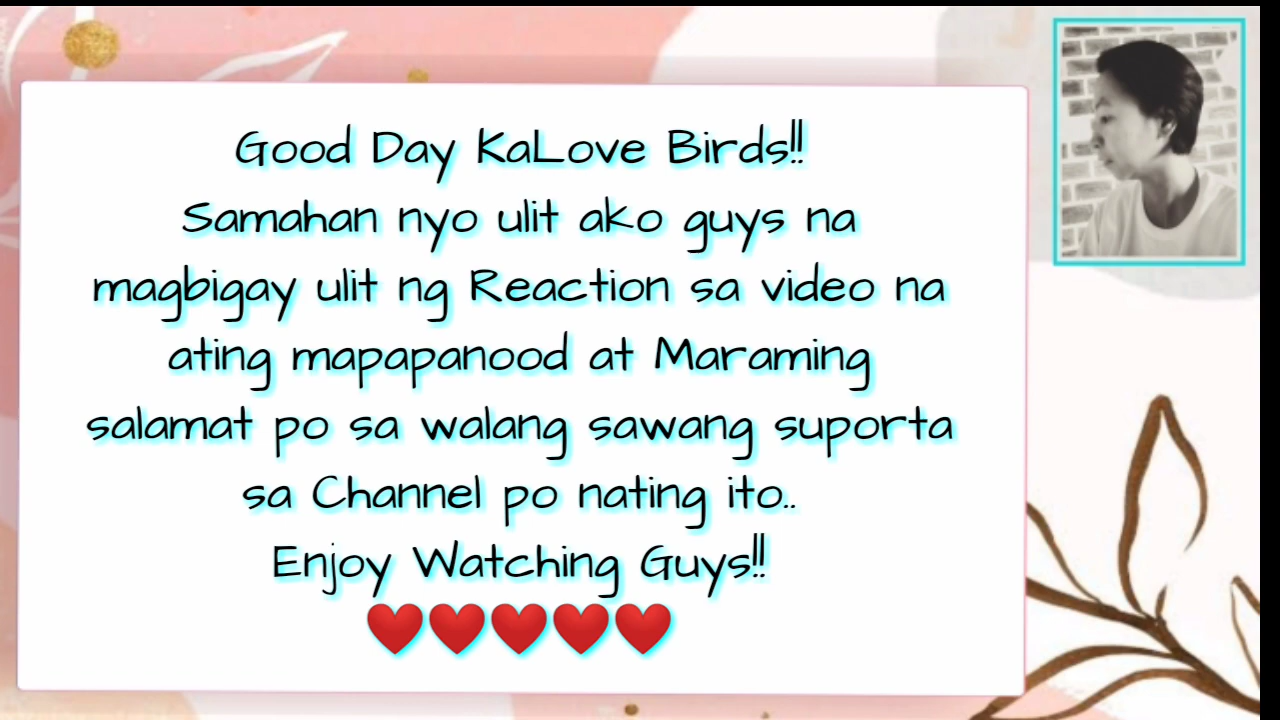 Good Day KaLove Birds!!
Samahan nyo ulit ako guys na
magbigay ulit ng Reaction sa video na
ating mapapanood at Maraming
salamat po sa walang sawang suporta
sa Channel po nating ito..
Enjoy Watching Guys!!
❤️❤️❤️❤️❤️